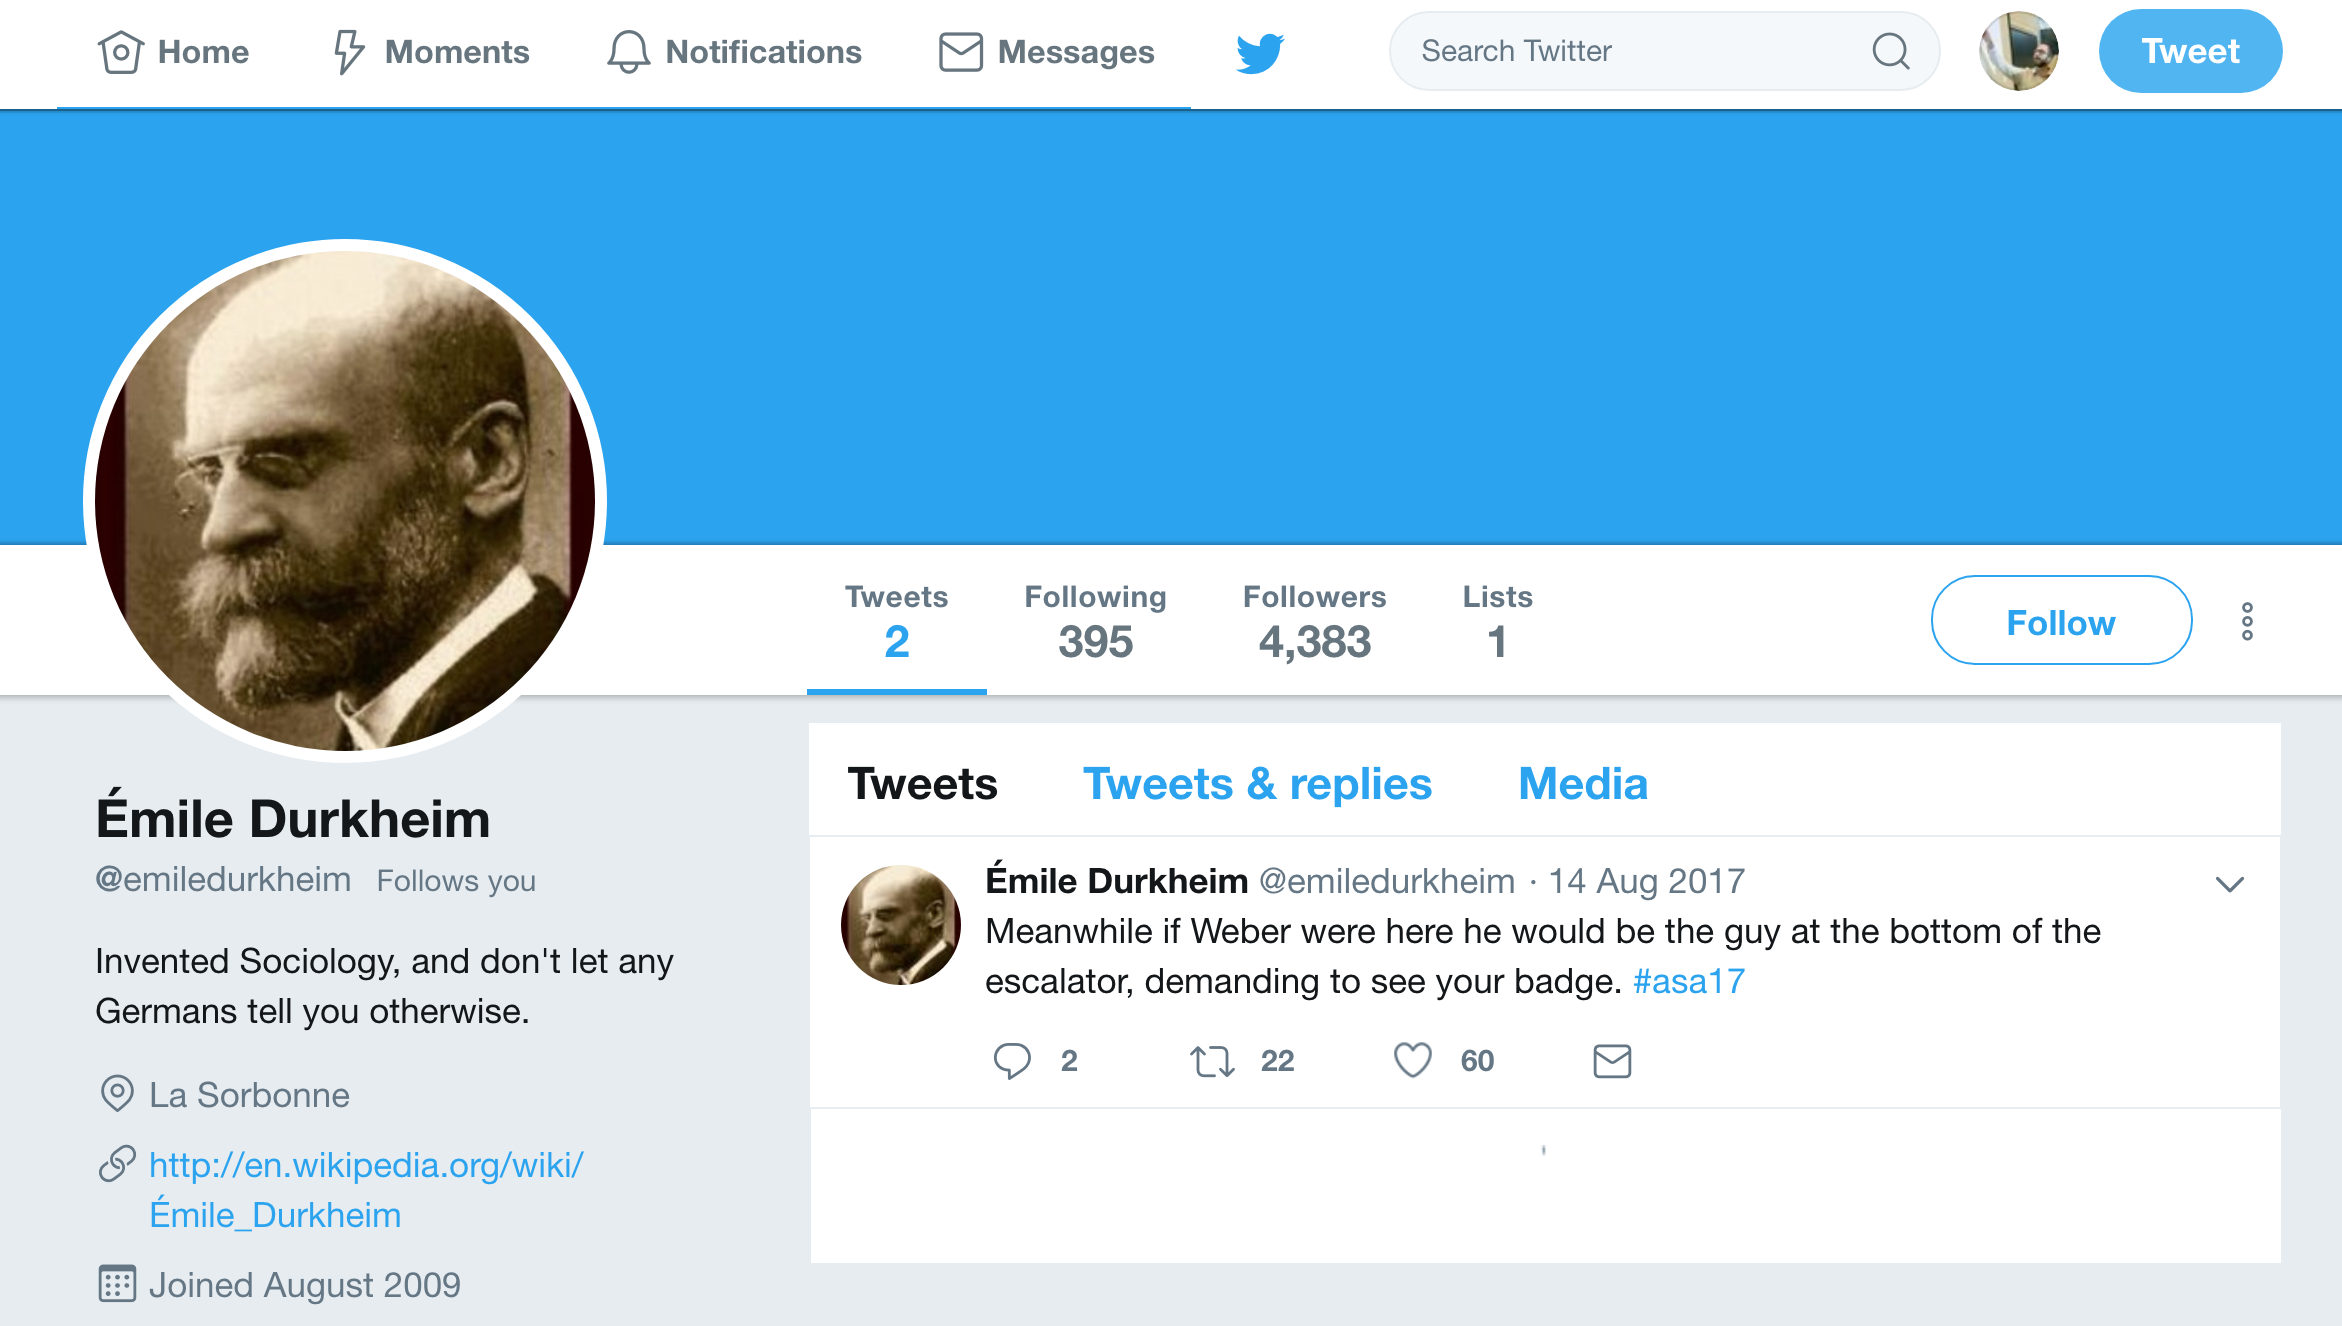 Home
Moments
Notifications
Messages
Search Twitter
Tweet
Tweets
2
Following
395
Followers
4,383
Lists
1
Follow
Émile Durkheim
@emiledurkheim Follows you
Invented Sociology, and don't let any
Germans tell you otherwise.
La Sorbonne
http://en.wikipedia.org/wiki/
Émile_Durkheim
Joined August 2009
Tweets Tweets & replies Media
Émile Durkheim @emiledurkheim · 14 Aug 2017
Meanwhile if Weber were here he would be the guy at the bottom of the
escalator, demanding to see your badge. #asa17
2 22 60